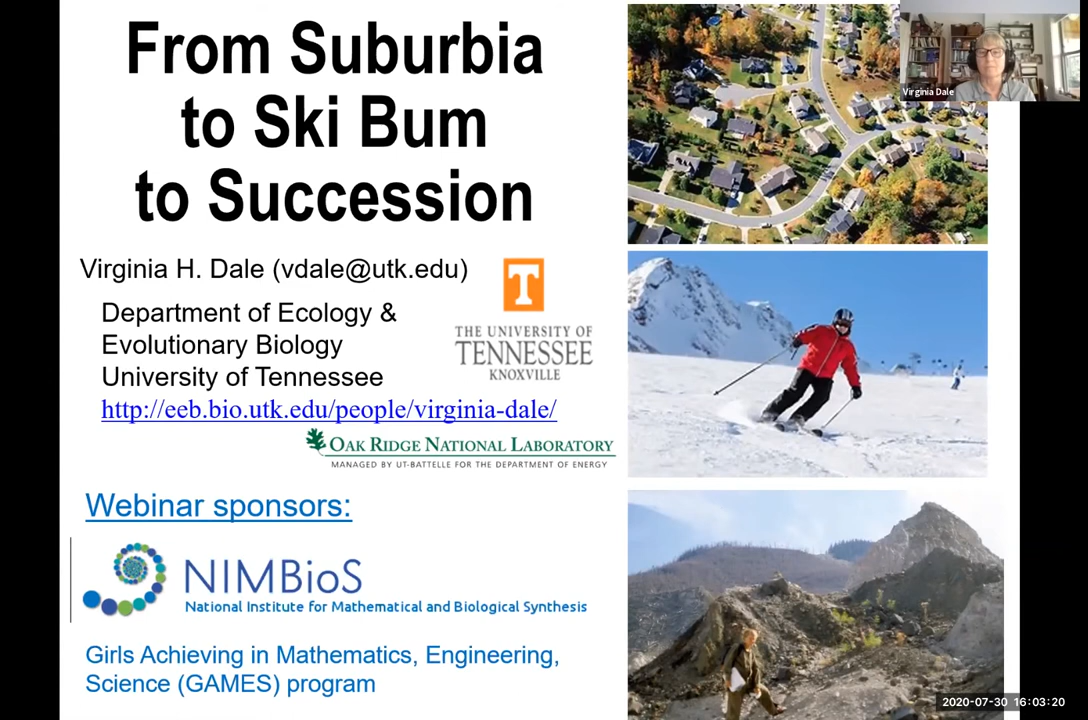 From Suburbia
to Ski Bum
to Succession
Virginia H. Dale (vdale@utk.edu)
Department of Ecology &
Evolutionary Biology
University of Tennessee
http://eeb.bio.utk.edu/people/virginia-dale/
T
THE UNIVERSITY OF
TENNESSEE
KNOXVILLE
OAK RIDGE NATIONAL LABORATORY
MANAGED BY UT-BATTELLE FOR THE DEPARTMENT OF ENERGY
Webinar sponsors:
NIMBioS
National Institute for Mathematical and Biological Synthesis
Girls Achieving in Mathematics, Engineering,
Science (GAMES) program
Virginia Dale
2020-07-30 16:03:20